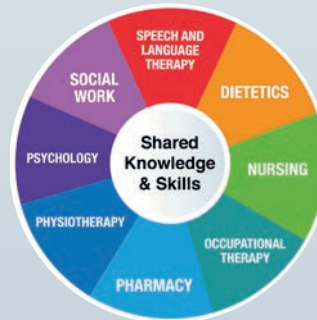 SPEECH AND
LANGUAGE
THERAPY
DIETETICS
NURSING
OCCUPATIONAL
THERAPY
PHARMACY
PHYSIOTHERAPY
PSYCHOLOGY
SOCIAL
WORK
Shared
Knowledge
& Skills